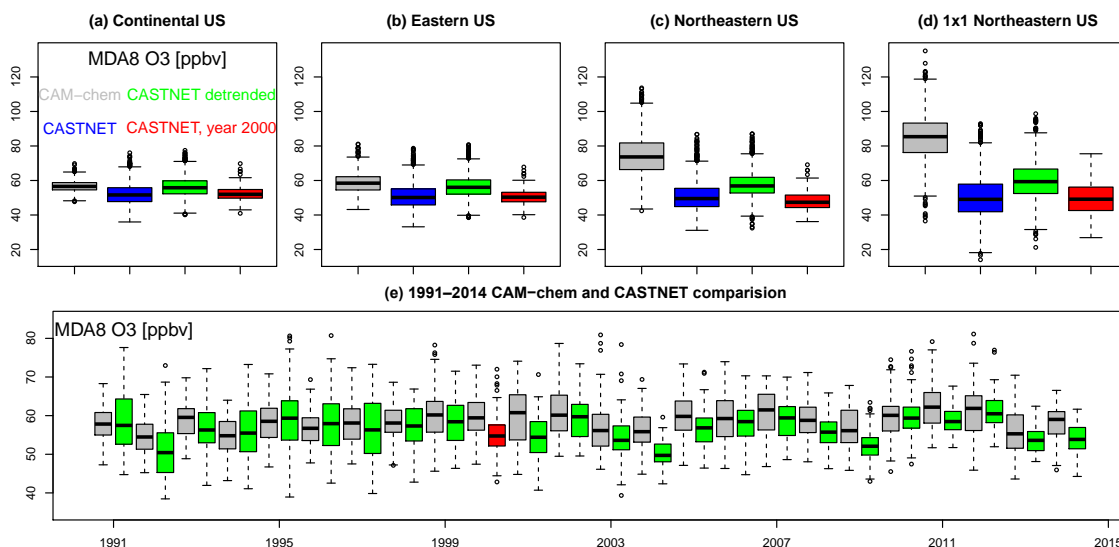 (a) Continental US (b) Eastern US (c) Northeastern US (d) 1x1 Northeastern US
MDA8 O3 [ppbv]
CAM−chem CASTNET detrended
CASTNET CASTNET, year 2000
20 40 60 80 100 120
20 40 60 80 100 120
20 40 60 80 100 120
20 40 60 80 100 120
(e) 1991−2014 CAM−chem and CASTNET comparision
MDA8 O3 [ppbv]
40 50 60 70 80
1991 1995 1999 2003 2007 2011 2015